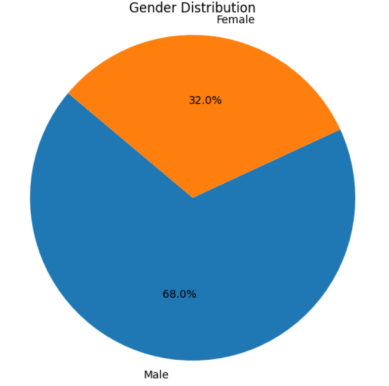 Gender Distribution
Female
32.0%
68.0%
Male